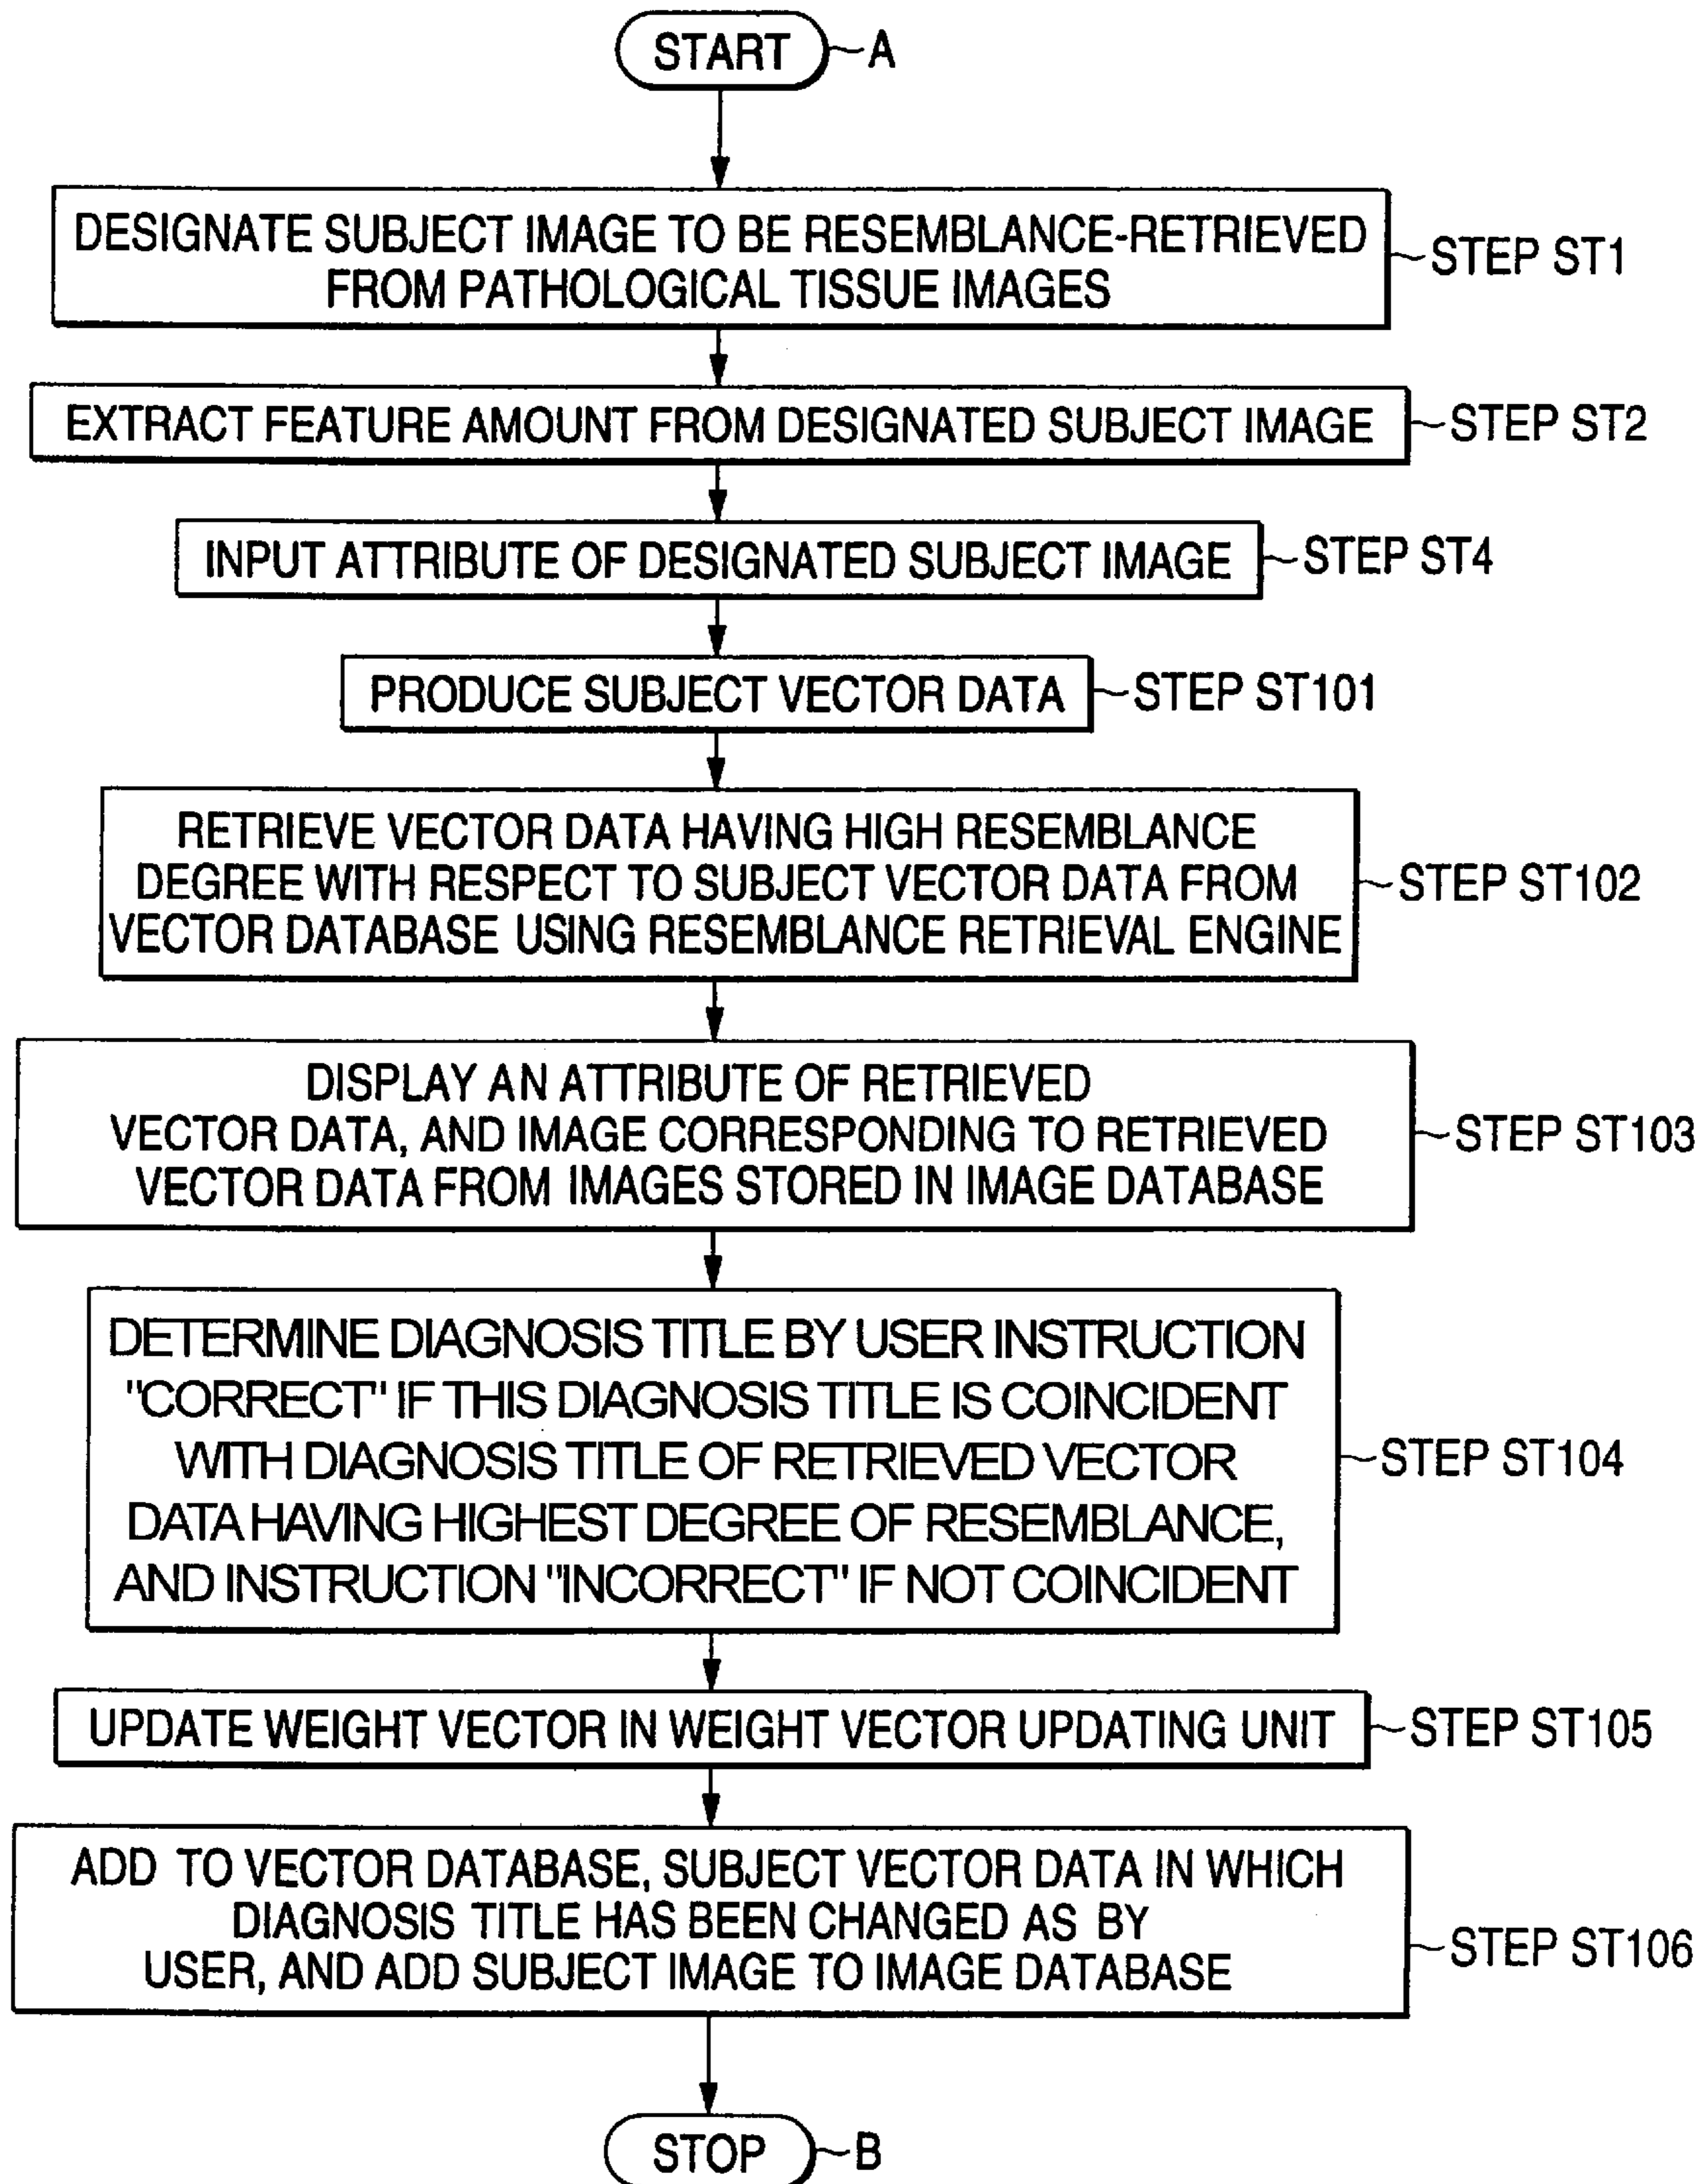 START A
DESIGNATE SUBJECT IMAGE TO BE RESEMBLANCE-RETRIEVED
FROM PATHOLOGICAL TISSUE IMAGES
STEP ST1
EXTRACT FEATURE AMOUNT FROM DESIGNATED SUBJECT IMAGE
STEP ST2
INPUT ATTRIBUTE OF DESIGNATED SUBJECT IMAGE
STEP ST4
PRODUCE SUBJECT VECTOR DATA
STEP ST101
RETRIEVE VECTOR DATA HAVING HIGH RESEMBLANCE
DEGREE WITH RESPECT TO SUBJECT VECTOR DATA FROM
VECTOR DATABASE USING RESEMBLANCE RETRIEVAL ENGINE
STEP ST102
DISPLAY AN ATTRIBUTE OF RETRIEVED
VECTOR DATA, AND IMAGE CORRESPONDING TO RETRIEVED
VECTOR DATA FROM IMAGES STORED IN IMAGE DATABASE
STEP ST103
DETERMINE DIAGNOSIS TITLE BY USER INSTRUCTION
"CORRECT" IF THIS DIAGNOSIS TITLE IS COINCIDENT
WITH DIAGNOSIS TITLE OF RETRIEVED VECTOR
DATA HAVING HIGHEST DEGREE OF RESEMBLANCE,
AND INSTRUCTION "INCORRECT" IF NOT COINCIDENT
STEP ST104
UPDATE WEIGHT VECTOR IN WEIGHT VECTOR UPDATING UNIT
STEP ST105
ADD TO VECTOR DATABASE, SUBJECT VECTOR DATA IN WHICH
DIAGNOSIS TITLE HAS BEEN CHANGED AS BY
USER, AND ADD SUBJECT IMAGE TO IMAGE DATABASE
STEP ST106
STOP B